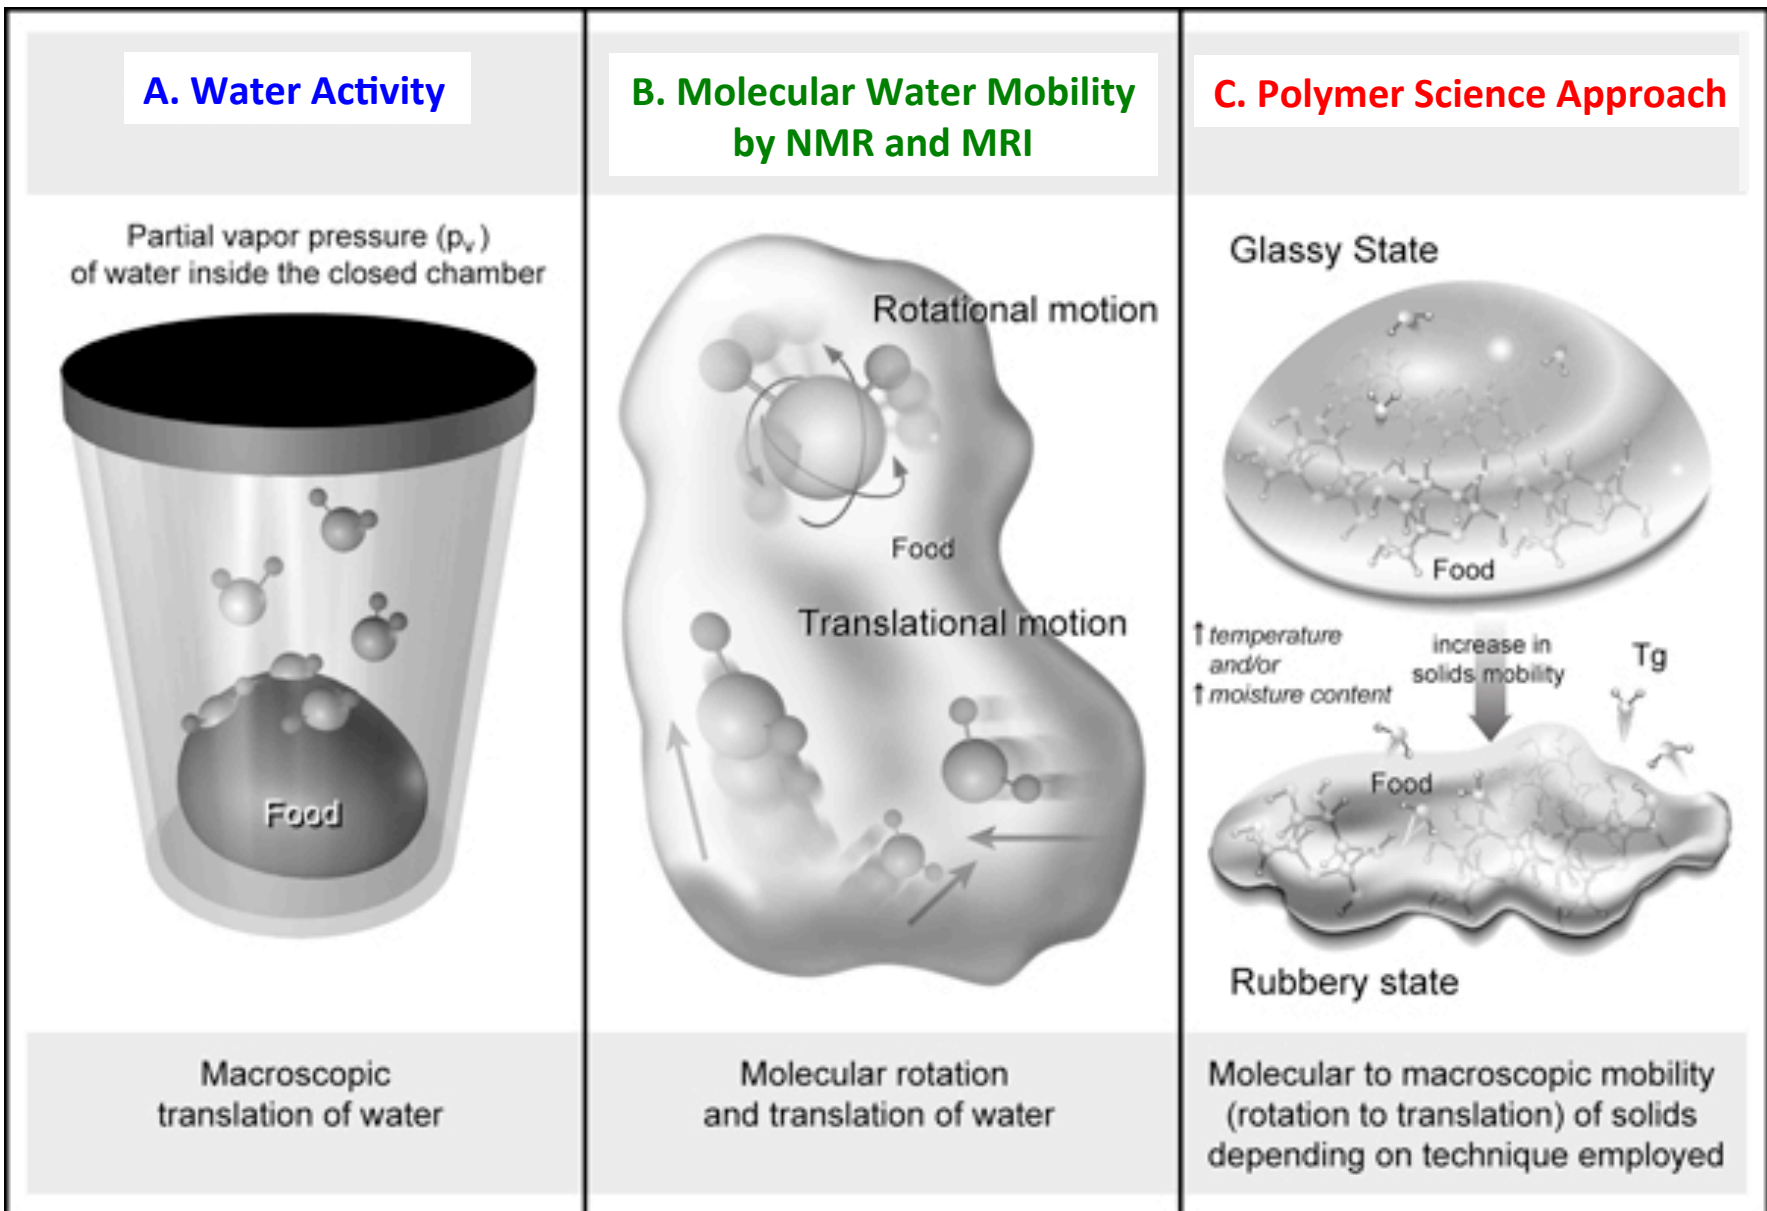 A. Water Activity
Partial vapor pressure (pv)
of water inside the closed chamber
Food
Macroscopic
translation of water
B. Molecular Water Mobility
by NMR and MRI
Rotational motion
Food
Translational motion
Molecular rotation
and translation of water
C. Polymer Science Approach
Glassy State
Food
↑ temperature
and/or
↑ moisture content
increase in
solids mobility
Tg
Food
Rubbery state
Molecular to macroscopic mobility
(rotation to translation) of solids
depending on technique employed